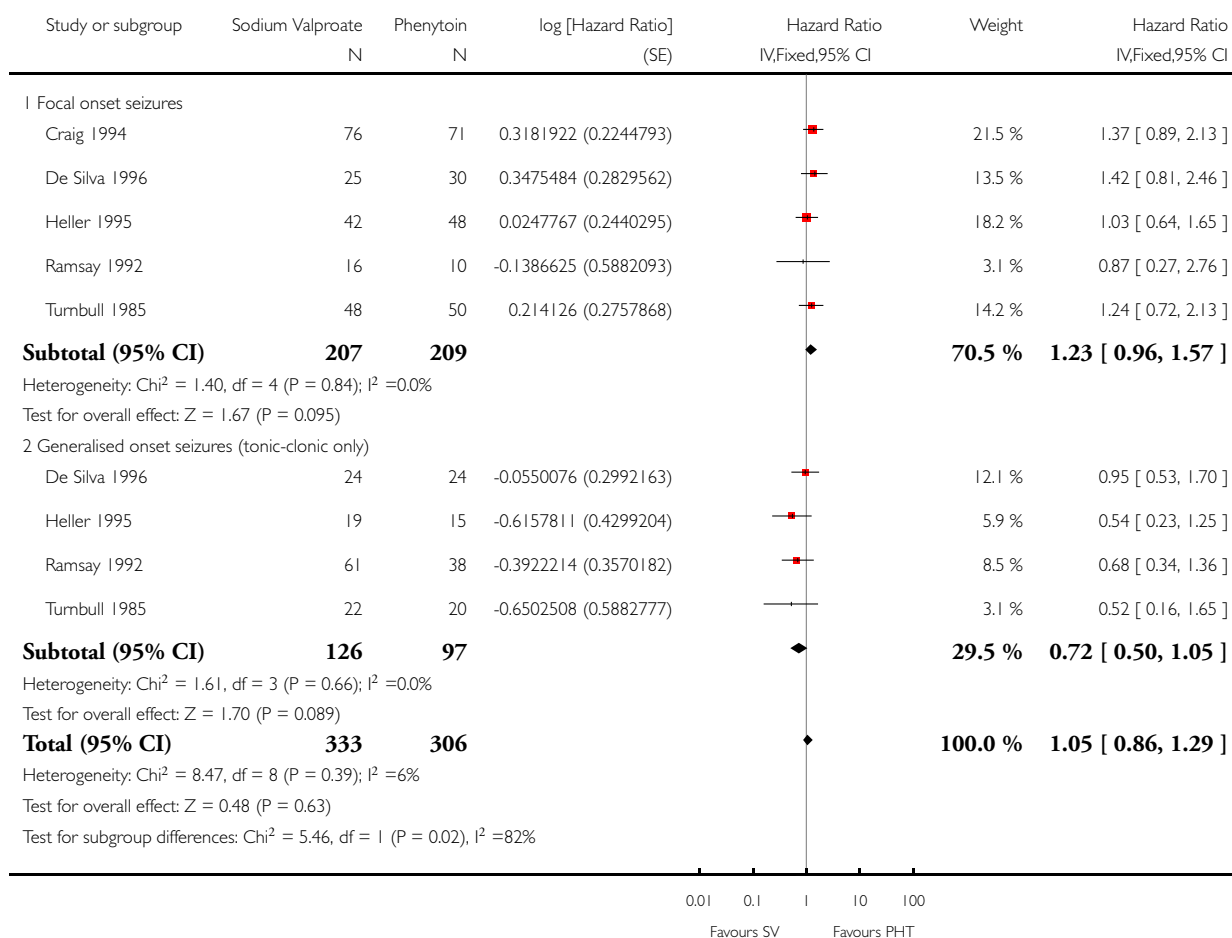 Study or subgroup Sodium Valproate Phenytoin log [Hazard Ratio] Hazard Ratio Weight Hazard Ratio
N N (SE) IV,Fixed,95% CI IV,Fixed,95% CI
1 Focal onset seizures
Craig 1994 76 71 0.3181922 (0.2244793) 21.5 % 1.37 [ 0.89, 2.13 ]
De Silva 1996 25 30 0.3475484 (0.2829562) 13.5 % 1.42 [ 0.81, 2.46 ]
Heller 1995 42 48 0.0247767 (0.2440295) 18.2 % 1.03 [ 0.64, 1.65 ]
Ramsay 1992 16 10 -0.1386625 (0.5882093) 3.1 % 0.87 [ 0.27, 2.76 ]
Turnbull 1985 48 50 0.214126 (0.2757868) 14.2 % 1.24 [ 0.72, 2.13 ]
Subtotal (95% CI) 207 209 70.5 % 1.23 [ 0.96, 1.57 ]
Heterogeneity: Chi² = 1.40, df = 4 (P = 0.84); I² =0.0%
Test for overall effect: Z = 1.67 (P = 0.095)
2 Generalised onset seizures (tonic-clonic only)
De Silva 1996 24 24 -0.0550076 (0.2992163) 12.1 % 0.95 [ 0.53, 1.70 ]
Heller 1995 19 15 -0.6157811 (0.4299204) 5.9 % 0.54 [ 0.23, 1.25 ]
Ramsay 1992 61 38 -0.3922214 (0.3570182) 8.5 % 0.68 [ 0.34, 1.36 ]
Turnbull 1985 22 20 -0.6502508 (0.5882777) 3.1 % 0.52 [ 0.16, 1.65 ]
Subtotal (95% CI) 126 97 29.5 % 0.72 [ 0.50, 1.05 ]
Heterogeneity: Chi² = 1.61, df = 3 (P = 0.66); I² =0.0%
Test for overall effect: Z = 1.70 (P = 0.089)
Total (95% CI) 333 306 100.0 % 1.05 [ 0.86, 1.29 ]
Heterogeneity: Chi² = 8.47, df = 8 (P = 0.39); I² =6%
Test for overall effect: Z = 0.48 (P = 0.63)
Test for subgroup differences: Chi² = 5.46, df = 1 (P = 0.02), I² =82%
0.01 0.1 1 10 100
Favours SV Favours PHT